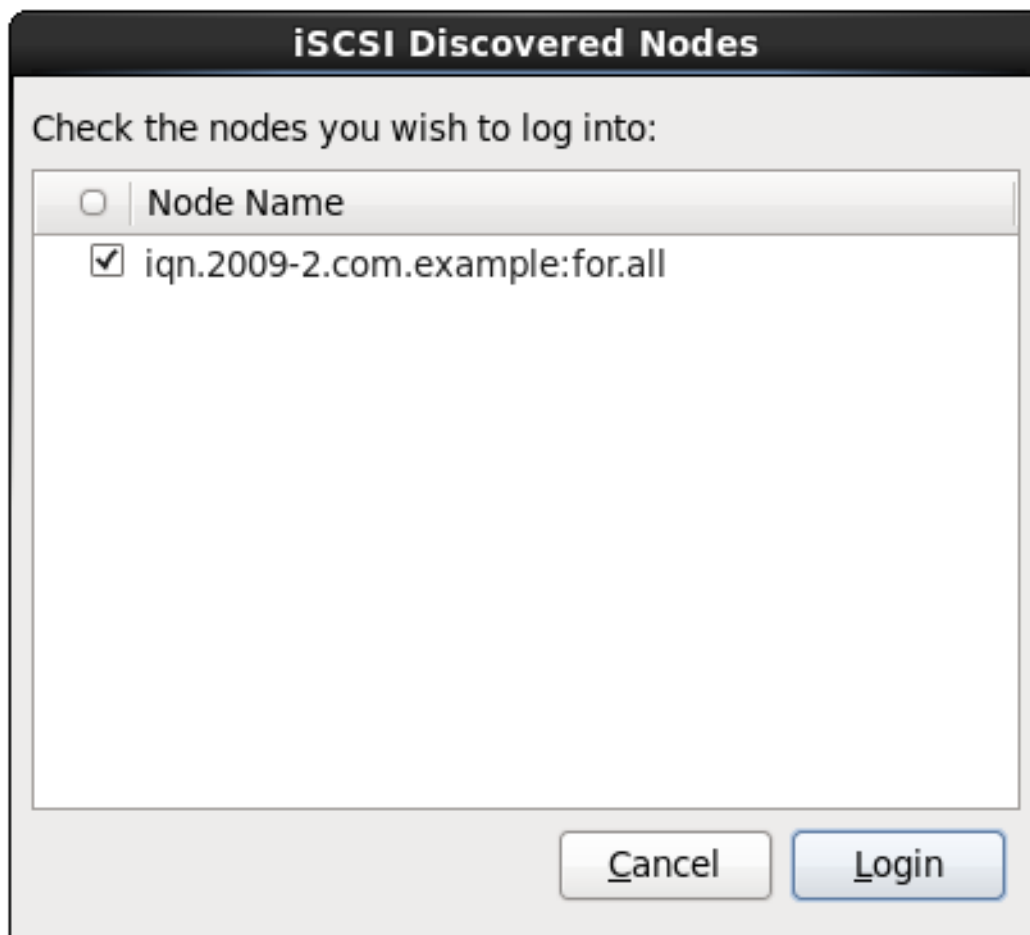 iSCSI Discovered Nodes
Check the nodes you wish to log into:
Node Name
iqn.2009-2.com.example:for.all
Cancel
Login